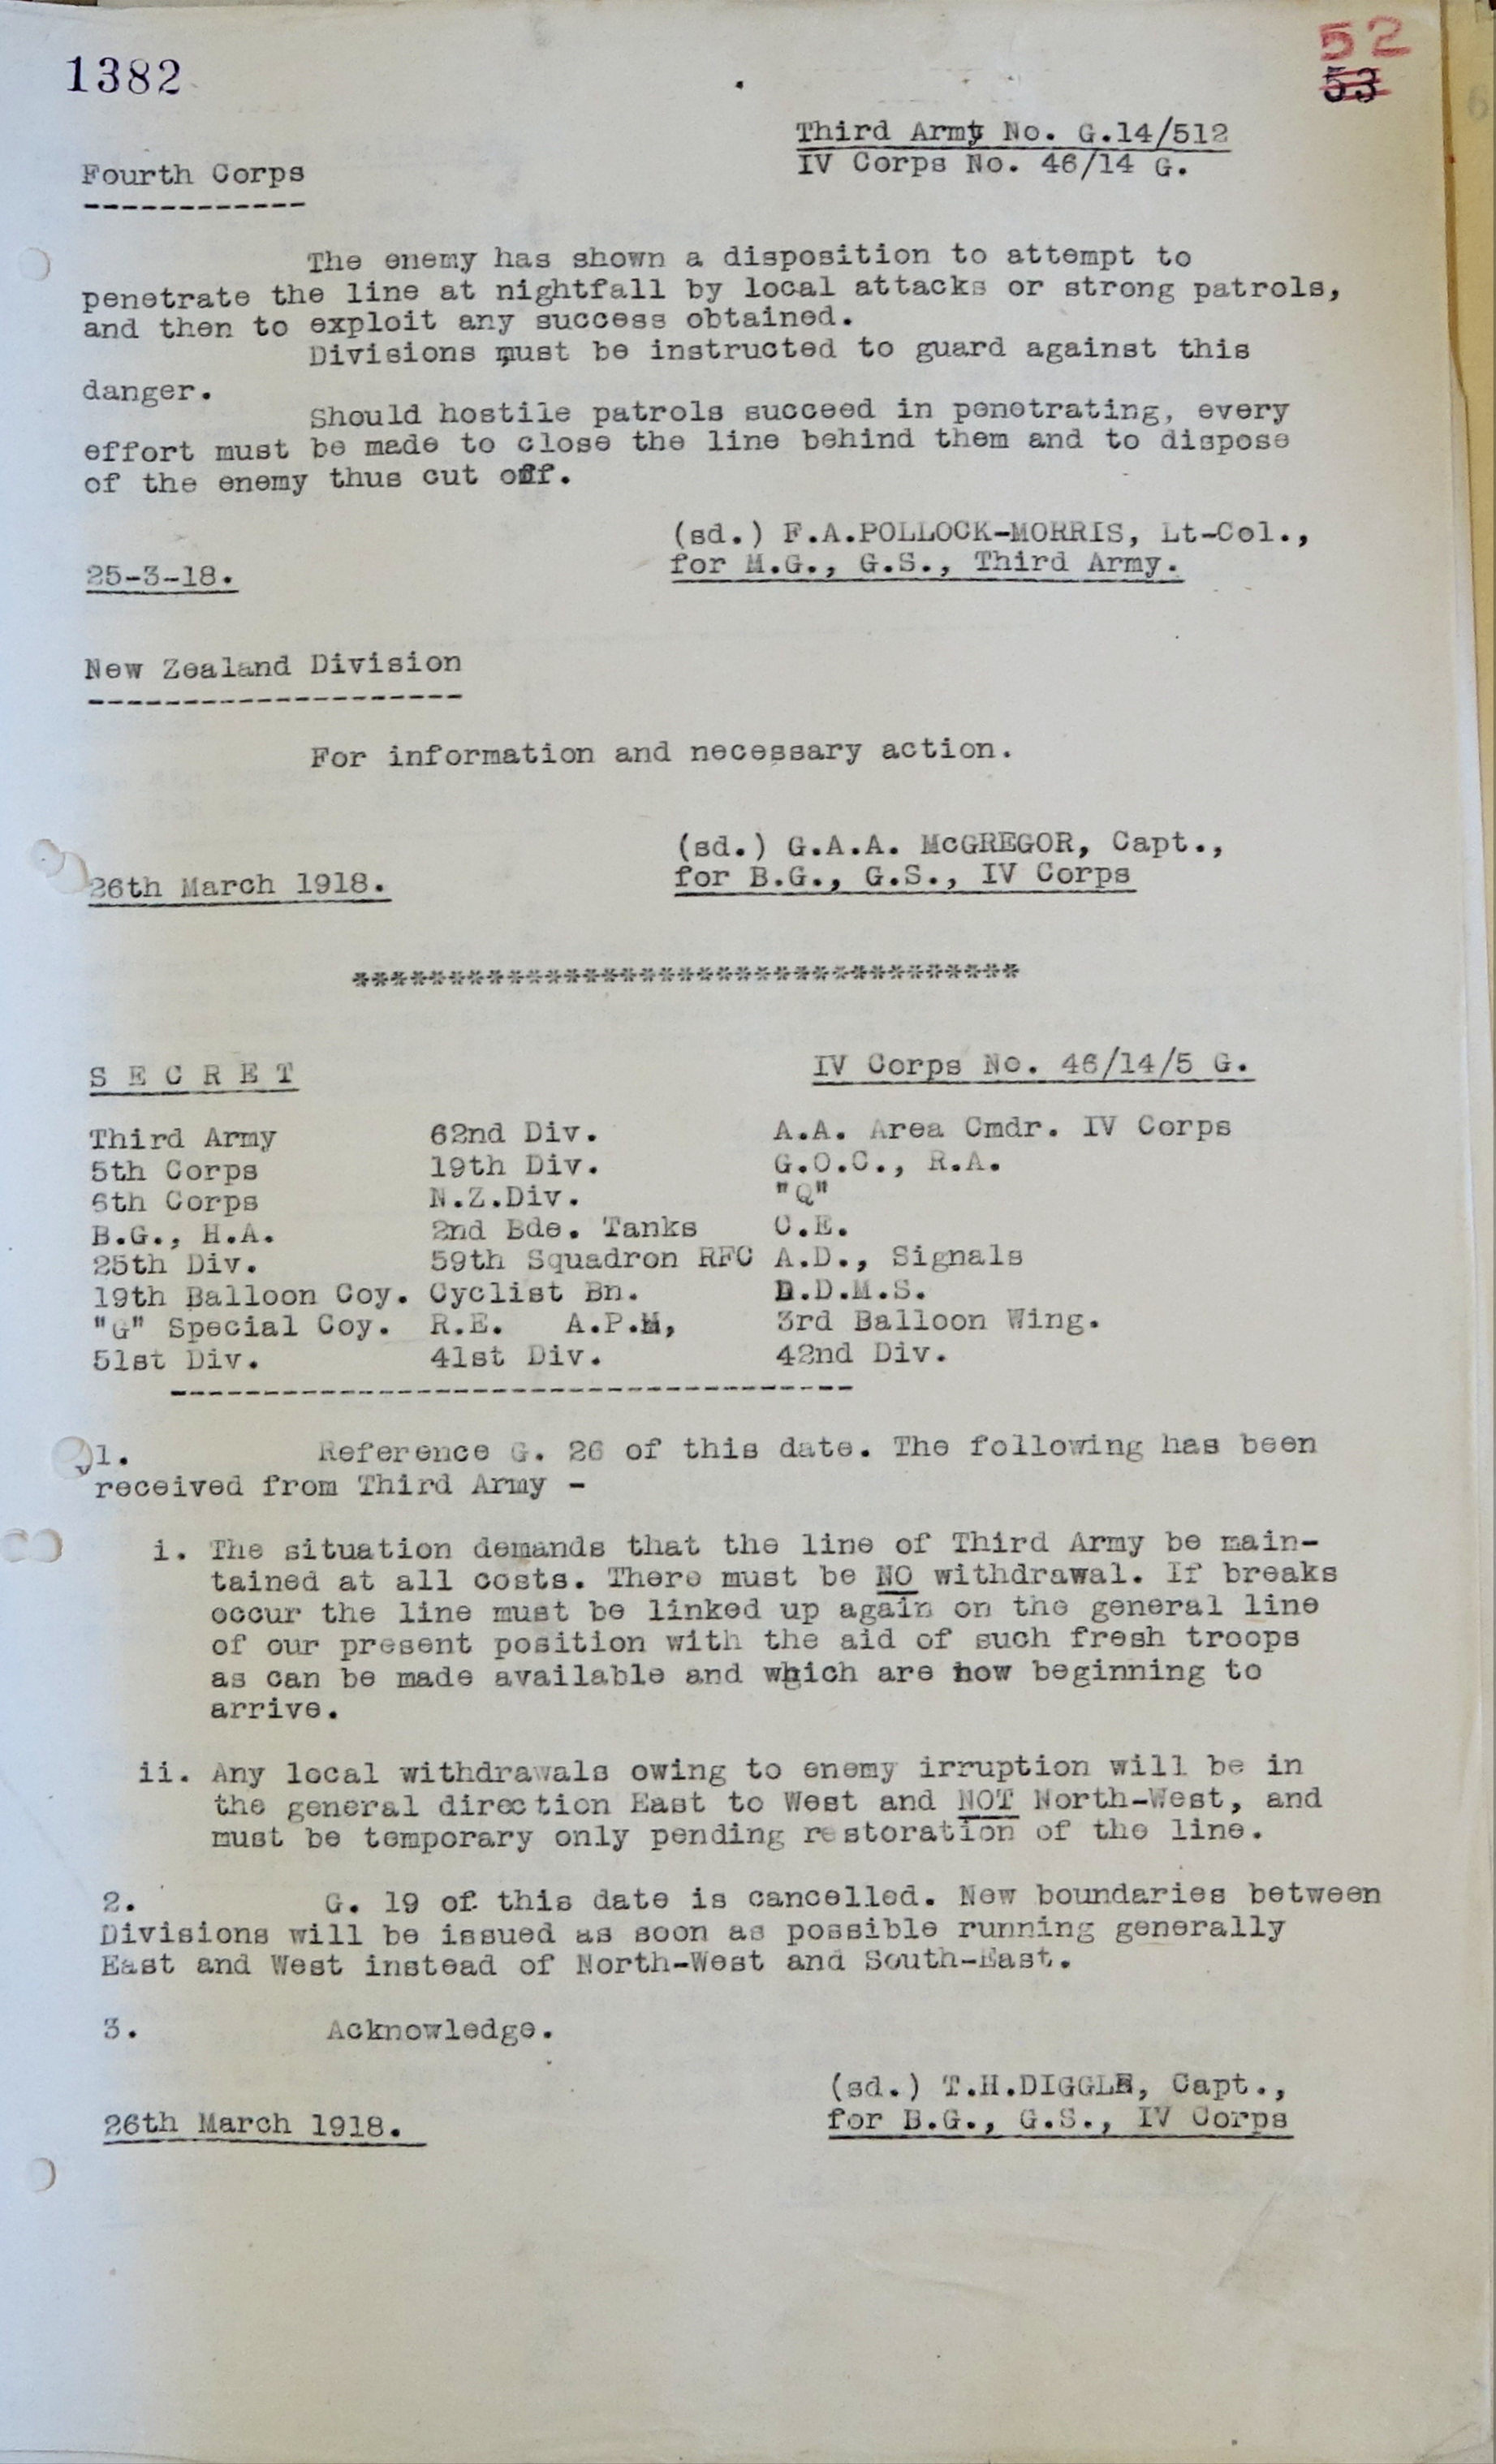 1382
52
53
Third Army No. G.14/512
IV Corps No. 46/14 G.
Fourth Corps
------------
The enemy has shown a disposition to attempt to
penetrate the line at nightfall by local attacks or strong patrols,
and then to exploit any success obtained.
Divisions must be instructed to guard against this
danger.
Should hostile patrols succeed in penetrating, every
effort must be made to close the line behind them and to dispose
of the enemy thus cut off.
(sd.) F.A.POLLOCK-MORRIS, Lt-Col.,
25-3-18. for M.G., G.S., Third Army.
New Zealand Division
--------------------
For information and necessary action.
(sd.) G.A.A. McGREGOR, Capt.,
26th March 1918. for B.G., G.S., IV Corps
***********************************
S E C R E T IV Corps No. 46/14/5 G.
Third Army 62nd Div. A.A. Area Cmdr. IV Corps
5th Corps 19th Div. G.O.C., R.A.
6th Corps N.Z.Div. "Q"
B.G., H.A. 2nd Bde. Tanks C.E.
25th Div. 59th Squadron RFC A.D., Signals
19th Balloon Coy. Cyclist Bn. D.D.M.S.
"G" Special Coy. R.E. A.P.M, 3rd Balloon Wing.
51st Div. 41st Div. 42nd Div.
------------------------------------
1. Reference G. 26 of this date. The following has been
received from Third Army -
i. The situation demands that the line of Third Army be main-
tained at all costs. There must be NO withdrawal. If breaks
occur the line must be linked up again on the general line
of our present position with the aid of such fresh troops
as can be made available and which are now beginning to
arrive.
ii. Any local withdrawals owing to enemy irruption will be in
the general direction East to West and NOT North-West, and
must be temporary only pending restoration of the line.
2. G. 19 of this date is cancelled. New boundaries between
Divisions will be issued as soon as possible running generally
East and West instead of North-West and South-East.
3. Acknowledge.
(sd.) T.H.DIGGLE, Capt.,
26th March 1918. for B.G., G.S., IV Corps